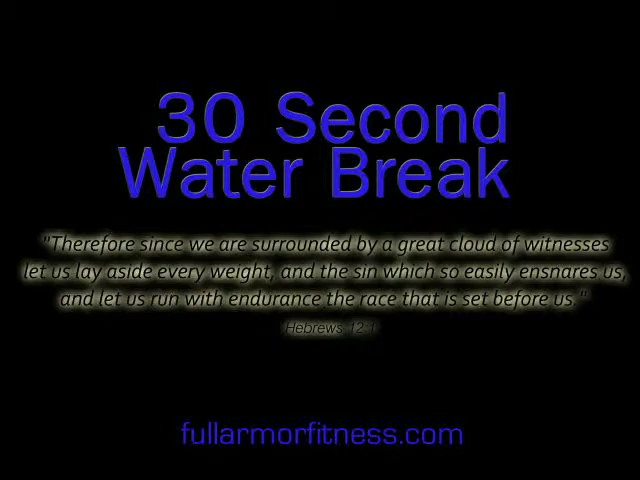 30 Second
Water Break
"Therefore since we are surrounded by a great cloud of witnesses
let us lay aside every weight, and the sin which so easily ensnares us,
and let us run with endurance the race that is set before us."
Hebrews 12:1
fullarmorfitness.com